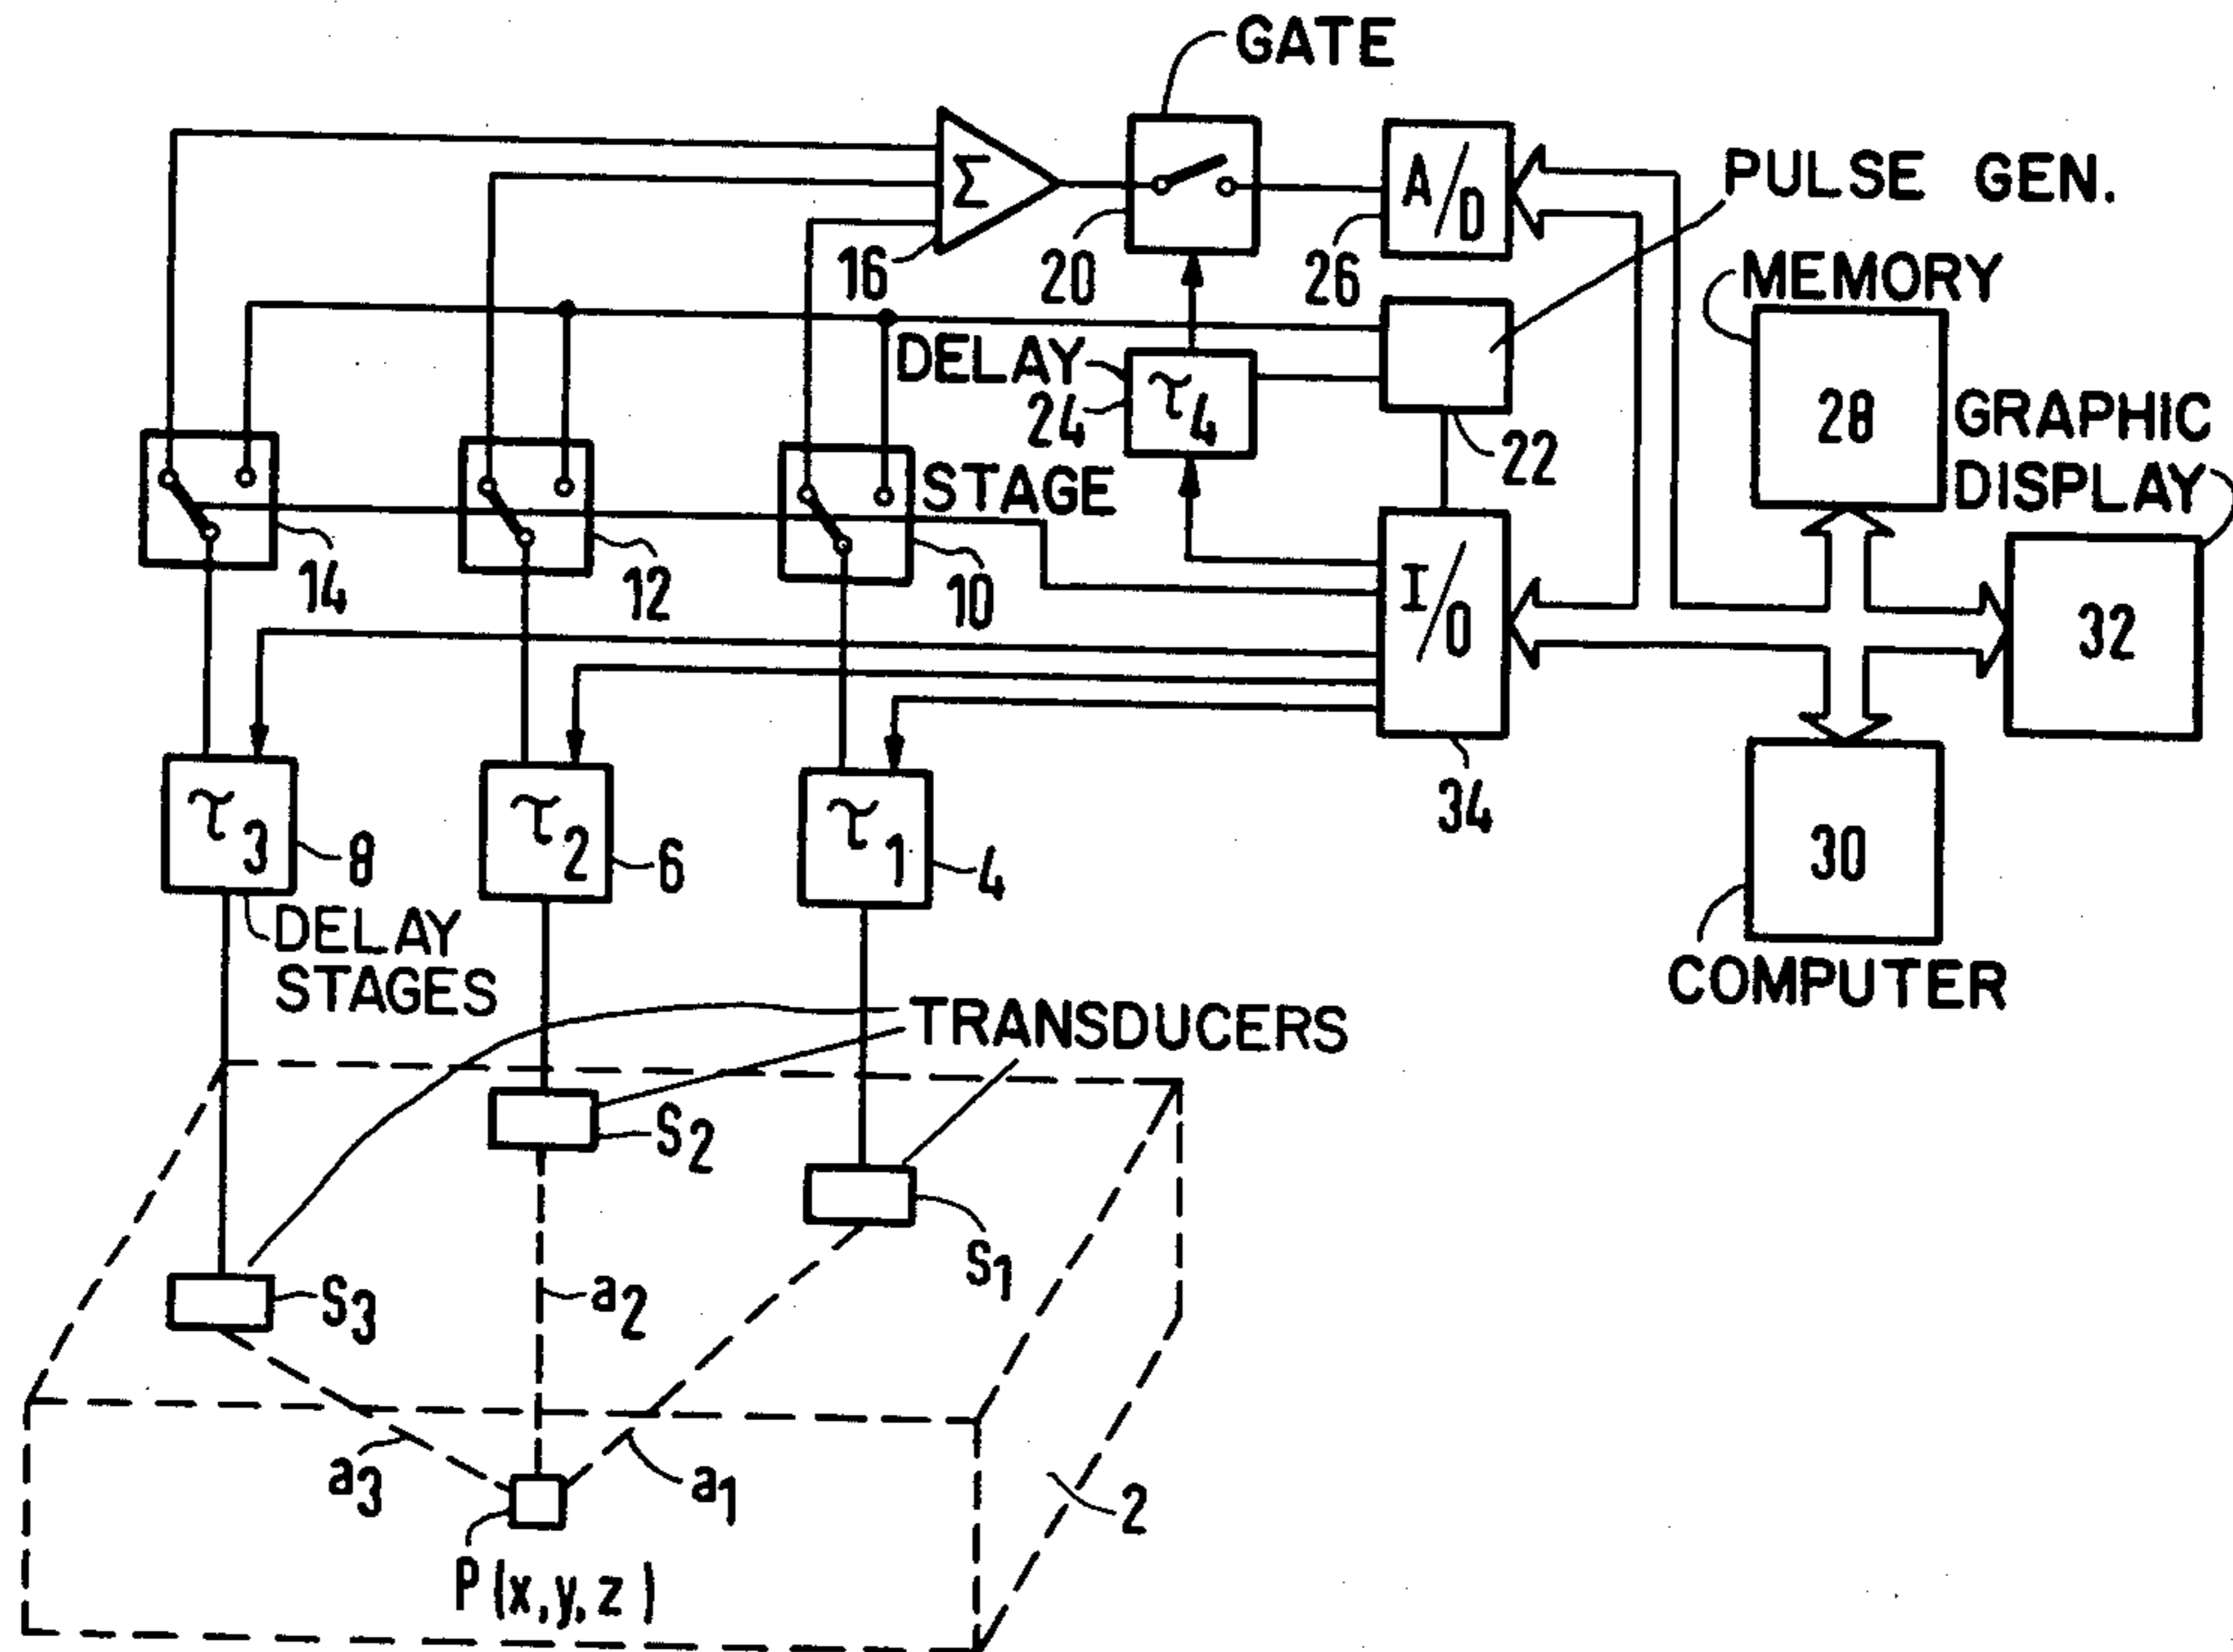 GATE
Σ
A/D
PULSE GEN.
16
20
26
MEMORY
DELAY
24
τ4
22
28
GRAPHIC
DISPLAY
STAGE
14
12
10
I/O
32
34
τ3
8
τ2
6
τ1
4
30
DELAY
STAGES
COMPUTER
TRANSDUCERS
S2
S1
S3
a2
a3
a1
2
P(x,y,z)